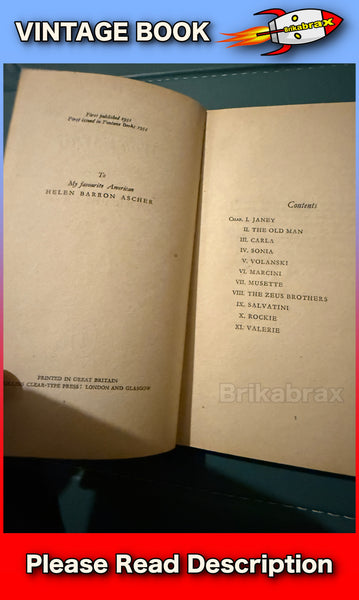 VINTAGE BOOK
Brikabrax
First published 1951
First issued in Fontana Books 1954
To
My favourite American
HELEN BARRON ASCHER
PRINTED IN GREAT BRITAIN
CLEAR-TYPE PRESS: LONDON AND GLASGOW
Contents
CHAP. I. JANEY
II. THE OLD MAN
III. CARLA
IV. SONIA
V. VOLANSKI
VI. MARCINI
VII. MUSETTE
VIII. THE ZEUS BROTHERS
IX. SALVATINI
X. ROCKIE
XI. VALERIE
Brikabrax
5
Please Read Description